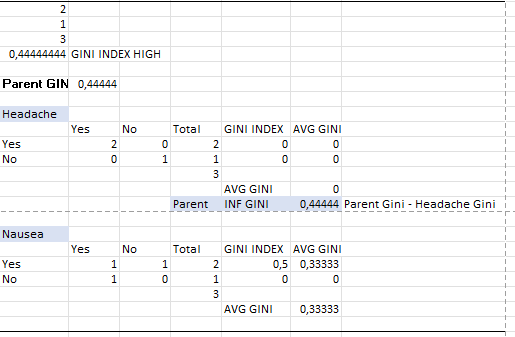 2
1
3
0,44444444 GINI INDEX HIGH
Parent GIN 0,44444
Headache
Yes No Total GINI INDEX AVG GINI
Yes 2 0 2 0 0
No 0 1 1 0 0
3
AVG GINI 0
Parent INF GINI 0,44444 Parent Gini - Headache Gini
Nausea
Yes No Total GINI INDEX AVG GINI
Yes 1 1 2 0,5 0,33333
No 1 0 1 0 0
3
AVG GINI 0,33333